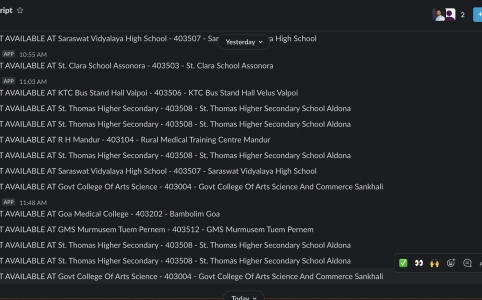 ript
2
T AVAILABLE AT Saraswat Vidyalaya High School - 403507 - Sar
a High School
Yesterday
APP 10:55 AM
T AVAILABLE AT St. Clara School Assonora - 403503 - St. Clara School Assonora
APP 11:03 AM
T AVAILABLE AT KTC Bus Stand Hall Valpoi - 403506 - KTC Bus Stand Hall Velus Valpoi
T AVAILABLE AT St. Thomas Higher Secondary - 403508 - St. Thomas Higher Secondary School Aldona
T AVAILABLE AT St. Thomas Higher Secondary - 403508 - St. Thomas Higher Secondary School Aldona
T AVAILABLE AT R H Mandur - 403104 - Rural Medical Training Centre Mandur
T AVAILABLE AT St. Thomas Higher Secondary - 403508 - St. Thomas Higher Secondary School Aldona
T AVAILABLE AT Saraswat Vidyalaya High School - 403507 - Saraswat Vidyalaya High School
T AVAILABLE AT Govt College Of Arts Science - 403004 - Govt College Of Arts Science And Commerce Sankhali
APP 11:48 AM
T AVAILABLE AT Goa Medical College - 403202 - Bambolim Goa
T AVAILABLE AT GMS Murmusem Tuem Pernem - 403512 - GMS Murmusem Tuem Pernem
T AVAILABLE AT St. Thomas Higher Secondary - 403508 - St. Thomas Higher Secondary School Aldona
T AVAILABLE AT St. Thomas Higher Secondary - 403508 - St. Thomas Higher Secondary School Aldona
T AVAILABLE AT Govt College Of Arts Science - 403004 - Govt College Of Arts Science And Commerce Sankhali
Today